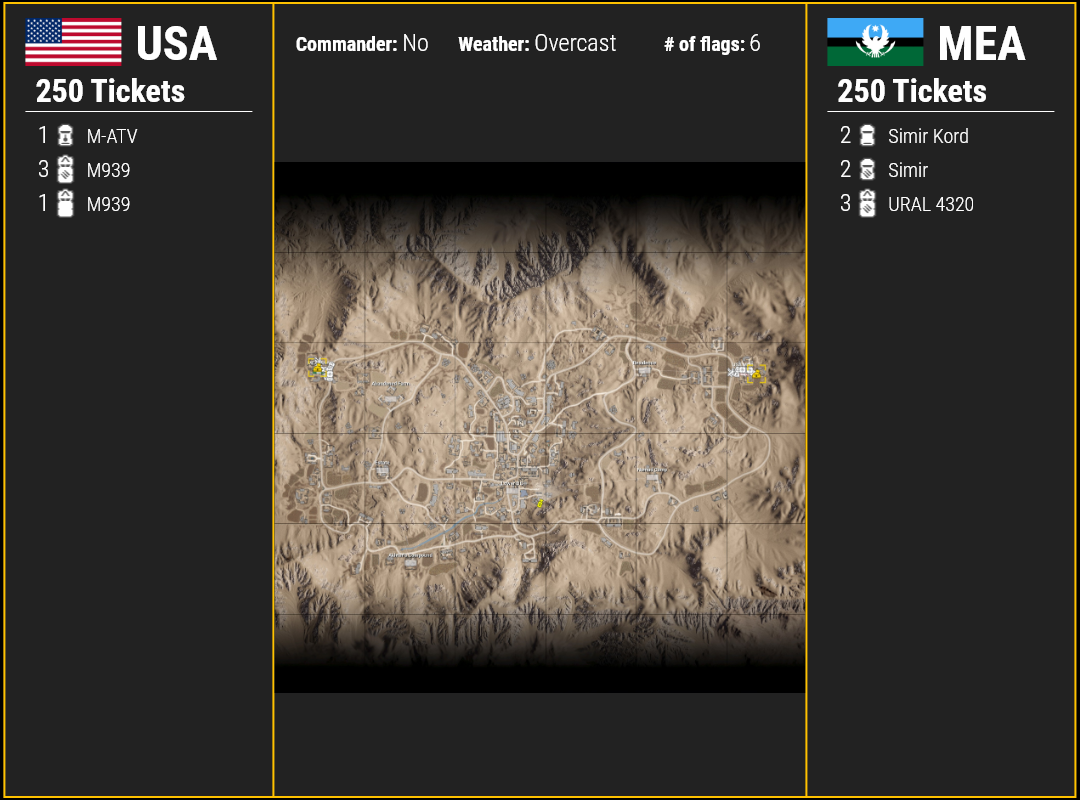 USA
250 Tickets
1 M-ATV
3 M939
1 M939
Commander: No Weather: Overcast # of flags: 6
MEA
250 Tickets
2 Simir Kord
2 Simir
3 URAL 4320